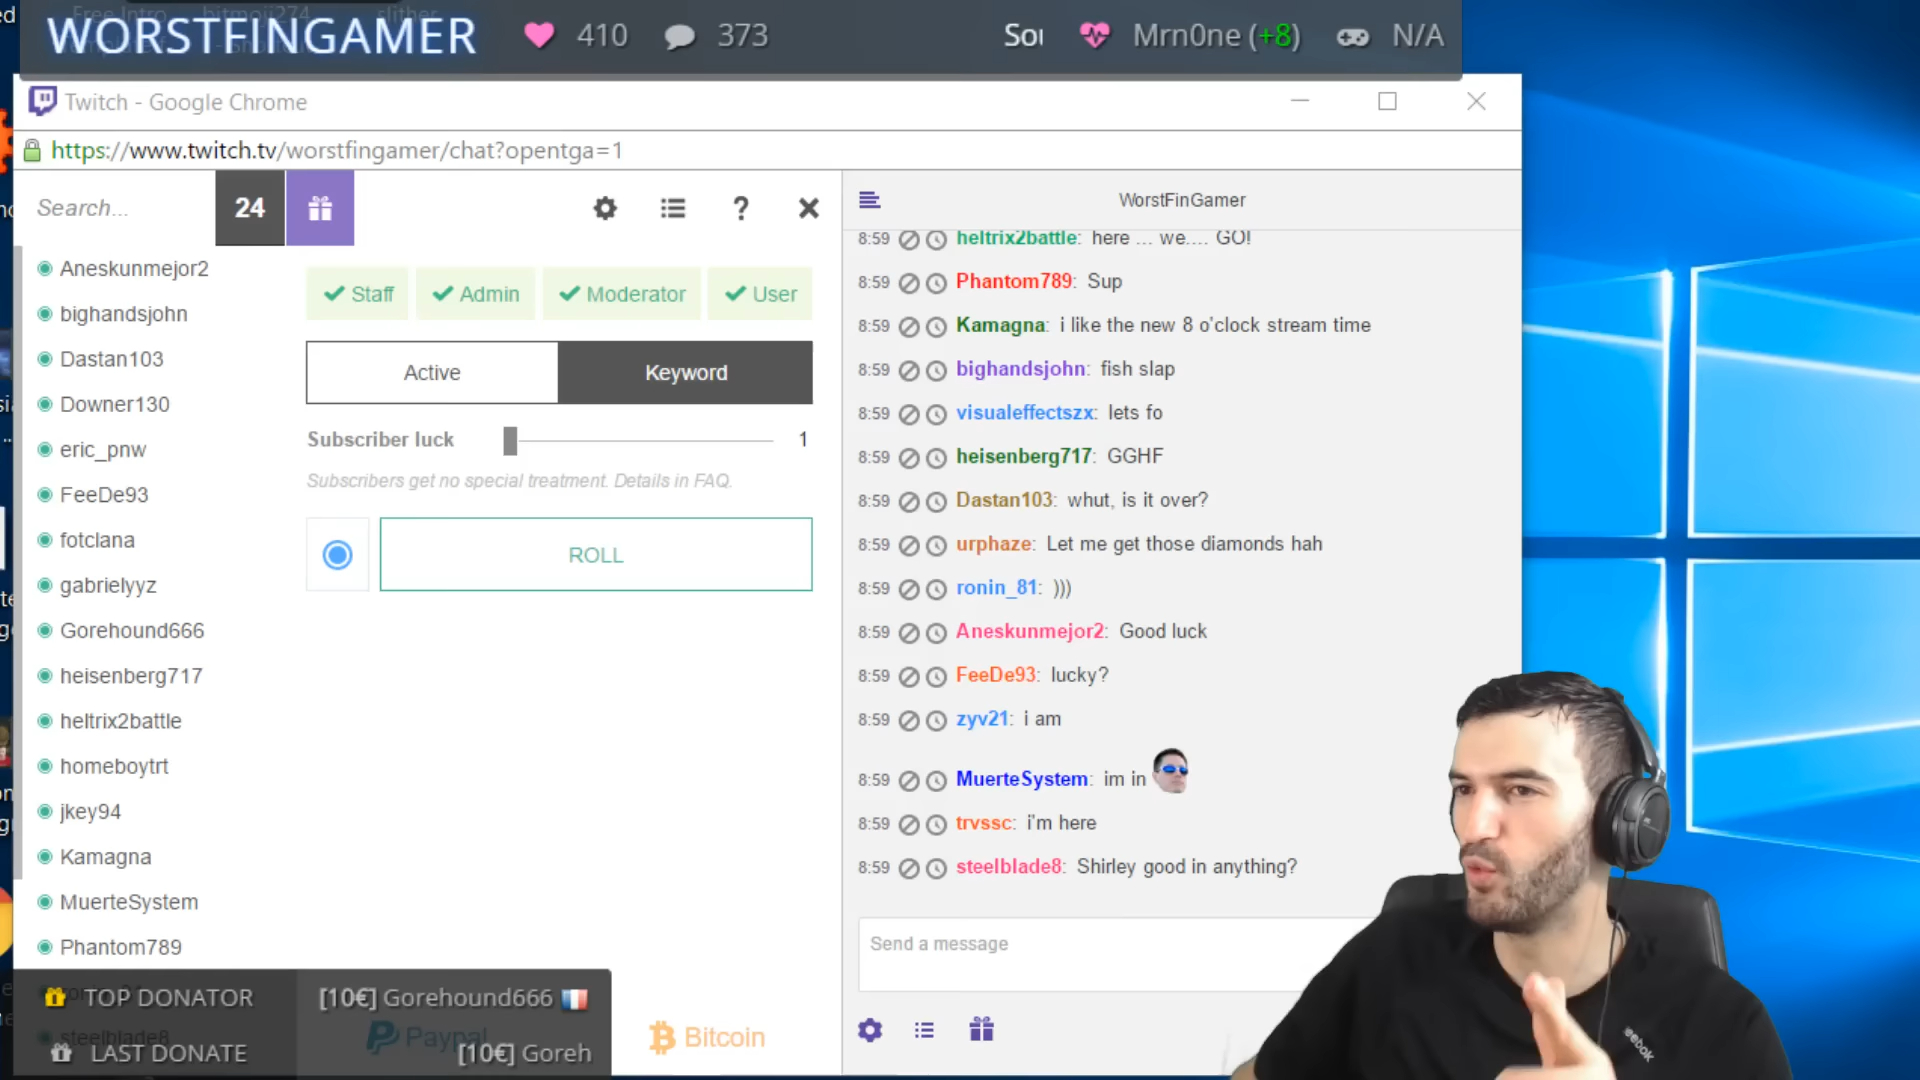 WORSTFINGAMER 410 373 Sou Mrn0ne (+8) N/A
Twitch - Google Chrome
https://www.twitch.tv/worstfingamer/chat?opentga=1
Search... 24 ?
Aneskunmejor2
bighandsjohn
Dastan103
Downer130
eric_pnw
FeeDe93
fotclana
gabrielyyz
Gorehound666
heisenberg717
heltrix2battle
homeboytrt
jkey94
Kamagna
MuerteSystem
Phantom789
steelblade8
Staff Admin Moderator User
Active Keyword
Subscriber luck 1
Subscribers get no special treatment. Details in FAQ.
ROLL
Paypal Bitcoin
WorstFinGamer
8:59 heltrix2battle: here ... we.... GO!
8:59 Phantom789: Sup
8:59 Kamagna: i like the new 8 o'clock stream time
8:59 bighandsjohn: fish slap
8:59 visualeffectszx: lets fo
8:59 heisenberg717: GGHF
8:59 Dastan103: whut, is it over?
8:59 urphaze: Let me get those diamonds hah
8:59 ronin_81: )))
8:59 Aneskunmejor2: Good luck
8:59 FeeDe93: lucky?
8:59 zyv21: i am
8:59 MuerteSystem: im in
8:59 trvssc: i'm here
8:59 steelblade8: Shirley good in anything?
Send a message
TOP DONATOR [10€] Gorehound666
LAST DONATE [10€] Goreh
eebok